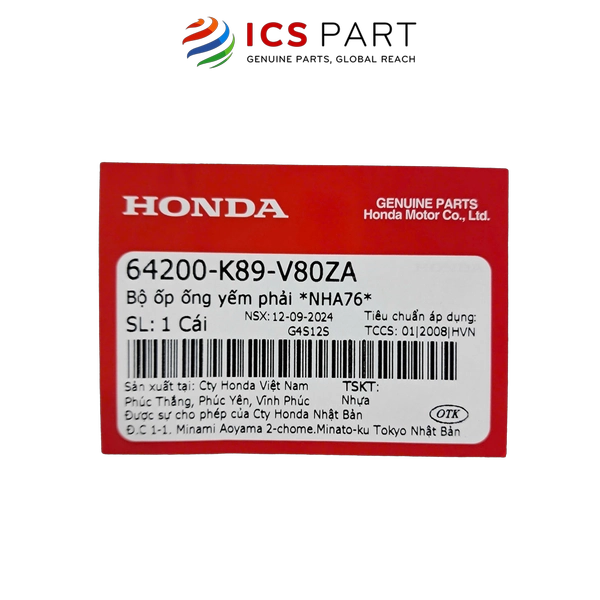 ICS PART
GENUINE PARTS, GLOBAL REACH
HONDA
GENUINE PARTS
Honda Motor Co., Ltd.
64200-K89-V80ZA
Bộ ốp ống yếm phải *NHA76*
SL: 1 Cái
NSX: 12-09-2024
G4S12S
Tiêu chuẩn áp dụng:
TCCS: 01|2008|HVN
Sản xuất tại: Cty Honda Việt Nam
TSKT:
Phúc Thắng, Phúc Yên, Vĩnh Phúc
Nhựa
Được sự cho phép của Cty Honda Nhật Bản
OTK
Đ.C 1-1. Minami Aoyama 2-chome.Minato-ku Tokyo Nhật Bản